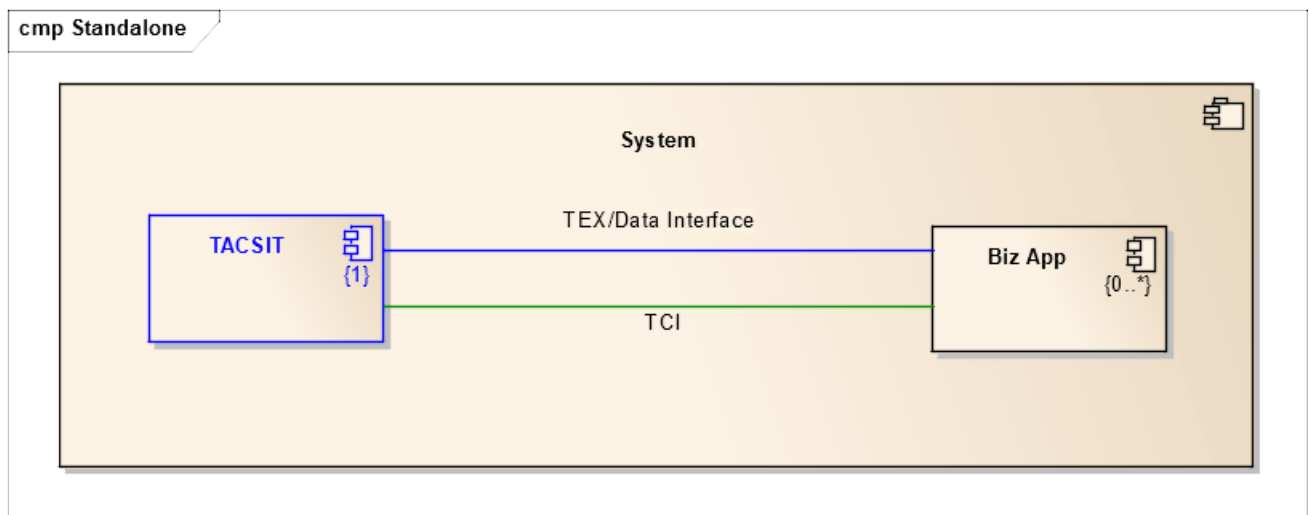 cmp Standalone
System
TEX/Data Interface
TACSIT
{1}
Biz App
{0..*}
TCI